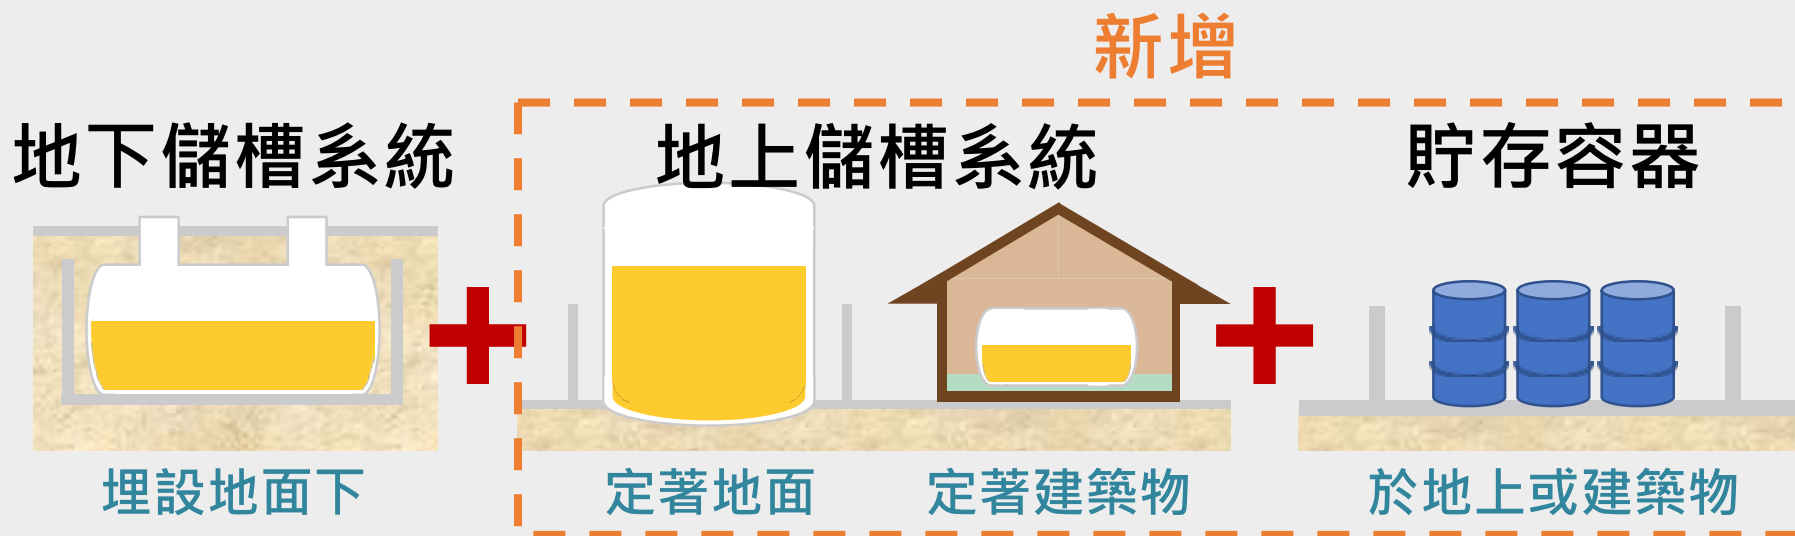 新增
地下儲槽系統
地上儲槽系統
貯存容器
埋設地面下
定著地面
定著建築物
於地上或建築物